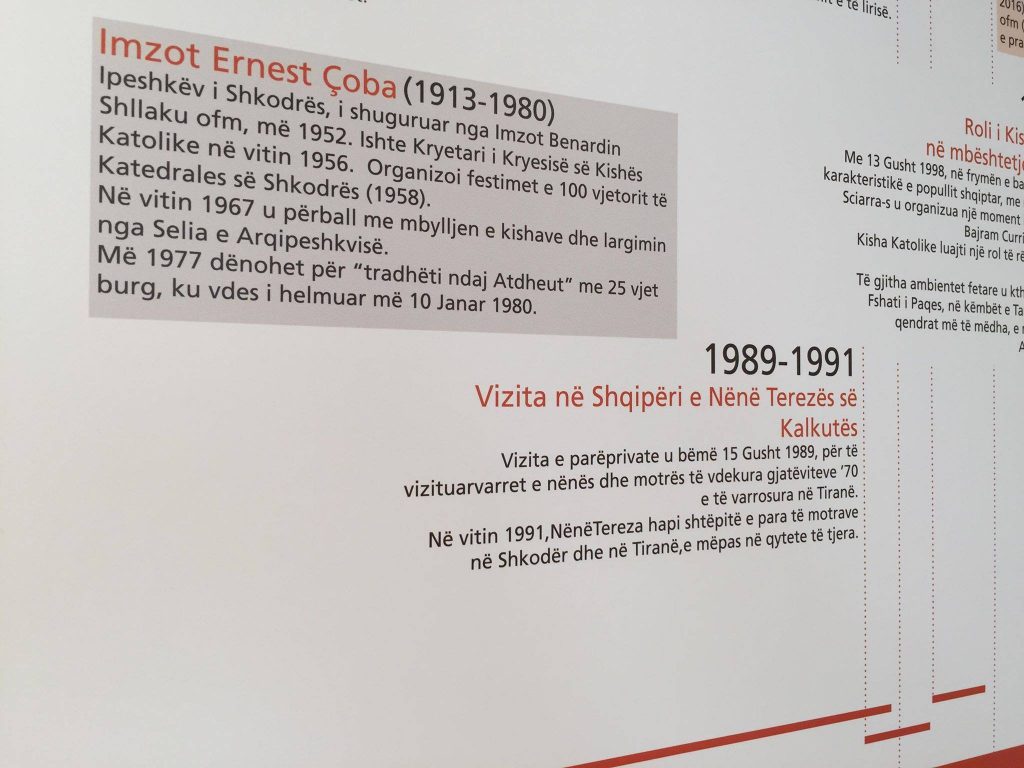 e të lirisë.
2016)
ofm (
e pra
Imzot Ernest Çoba (1913-1980)
Ipeshkëv i Shkodrës, i shuguruar nga Imzot Benardin
Shllaku ofm, më 1952. Ishte Kryetari i Kryesisë së Kishës
Katolike në vitin 1956. Organizoi festimet e 100 vjetorit të
Katedrales së Shkodrës (1958).
Në vitin 1967 u përball me mbylljen e kishave dhe largimin
nga Selia e Arqipeshkvisë.
Më 1977 dënohet për “tradhëti ndaj Atdheut” me 25 vjet
burg, ku vdes i helmuar më 10 Janar 1980.
1989-1991
Vizita në Shqipëri e Nënë Terezës së
Kalkutës
Vizita e parëprivate u bëmë 15 Gusht 1989, për të
vizituarvarret e nënës dhe motrës të vdekura gjatëviteve ’70
e të varrosura në Tiranë.
Në vitin 1991,NënëTereza hapi shtëpitë e para të motrave
në Shkodër dhe në Tiranë,e mëpas në qytete të tjera.
Roli i Kis
në mbështetje
Me 13 Gusht 1998, në frymën e ba
karakteristikë e popullit shqiptar, me
Sciarra-s u organizua një moment
Bajram Curri
Kisha Katolike luajti një rol të rë
Të gjitha ambientet fetare u kth
Fshati i Paqes, në këmbët e Ta
qendrat më të mëdha, e